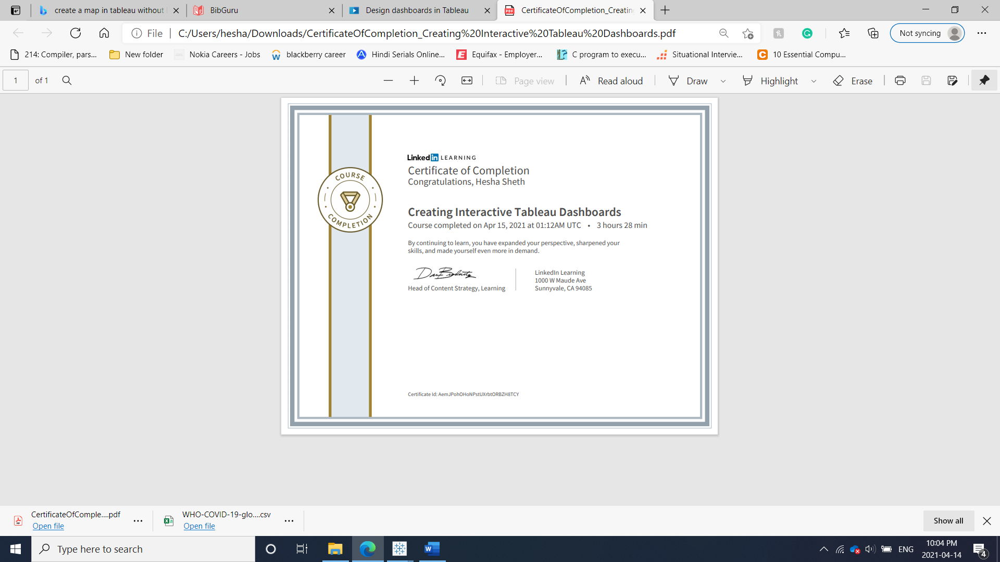 create a map in tableau without
BibGuru
Design dashboards in Tableau
CertificateOfCompletion_Creatin
File
C:/Users/hesha/Downloads/CertificateOfCompletion_Creating%20Interactive%20Tableau%20Dashboards.pdf
Not syncing
214: Compiler, pars...
New folder
Nokia Careers - Jobs
blackberry career
Hindi Serials Online...
Equifax - Employer...
C program to execu...
Situational Intervie...
10 Essential Compu...
1
of 1
Page view
Read aloud
Draw
Highlight
Erase
LinkedIn LEARNING
Certificate of Completion
Congratulations, Hesha Sheth
COURSE
COMPLETION
Creating Interactive Tableau Dashboards
Course completed on Apr 15, 2021 at 01:12AM UTC • 3 hours 28 min
By continuing to learn, you have expanded your perspective, sharpened your
skills, and made yourself even more in demand.
Head of Content Strategy, Learning
LinkedIn Learning
1000 W Maude Ave
Sunnyvale, CA 94085
Certificate Id: AemJPohOHoNPstUXrbtORBZH8TCY
CertificateOfComple....pdf
Open file
WHO-COVID-19-glo....csv
Open file
Show all
Type here to search
ENG
10:04 PM
2021-04-14
4